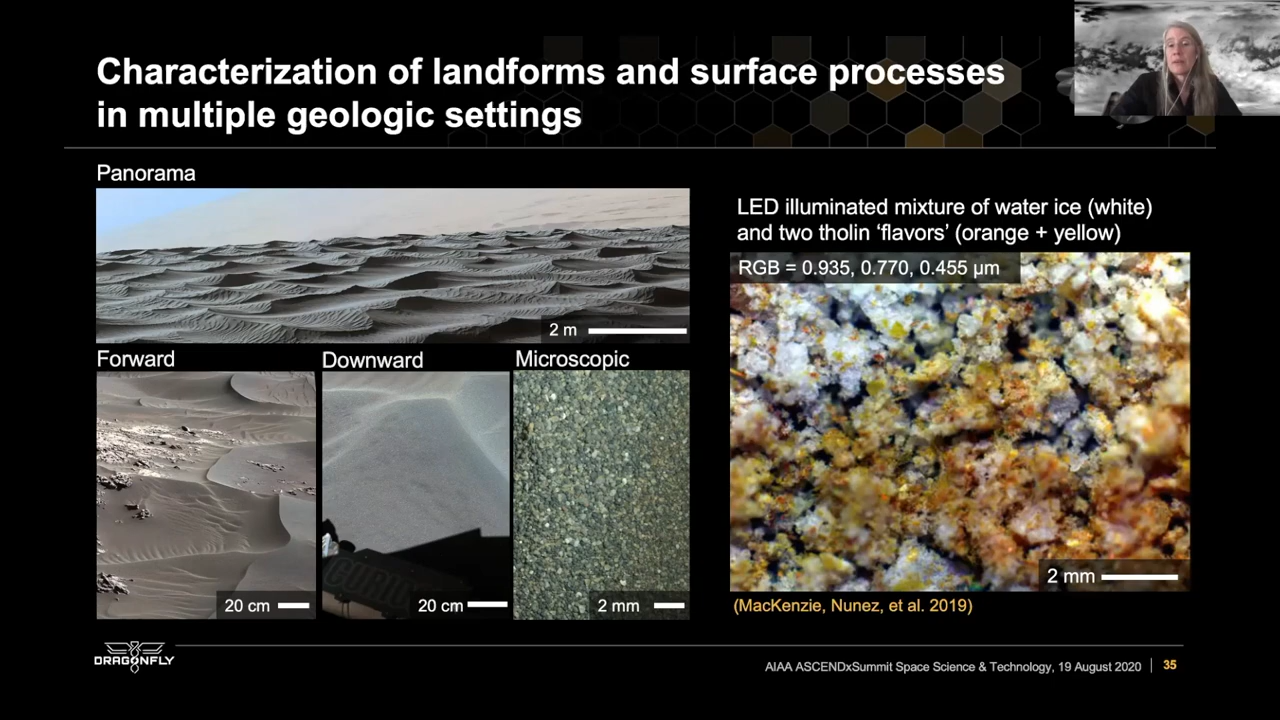 Characterization of landforms and surface processes
in multiple geologic settings
Panorama
2 m
Forward
20 cm
Downward
20 cm
Microscopic
2 mm
LED illuminated mixture of water ice (white)
and two tholin ‘flavors’ (orange + yellow)
RGB = 0.935, 0.770, 0.455 μm
2 mm
(MacKenzie, Nunez, et al. 2019)
DRAGONFLY
AIAA ASCENDxSummit Space Science & Technology, 19 August 2020
35